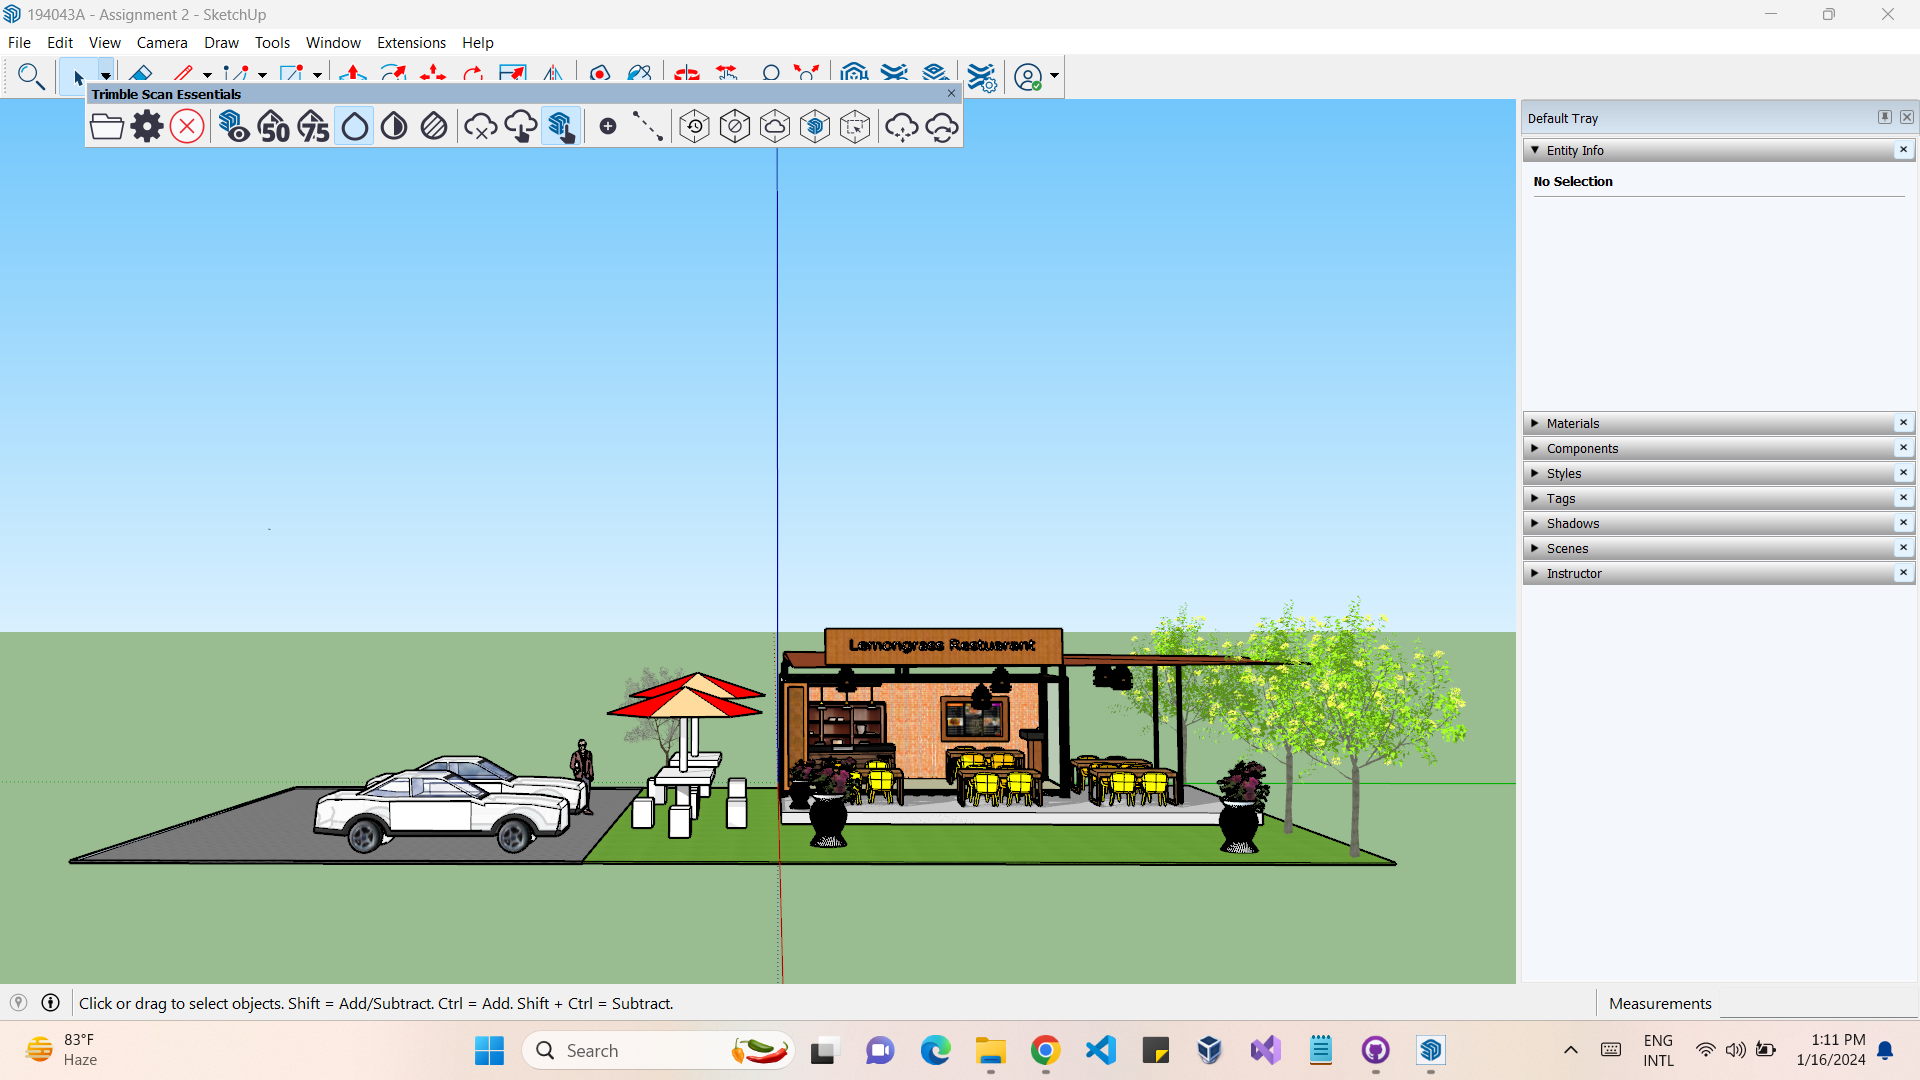 194043A - Assignment 2 - SketchUp
File Edit View Camera Draw Tools Window Extensions Help
Trimble Scan Essentials
50 75
Default Tray
Entity Info
No Selection
Materials
Components
Styles
Tags
Shadows
Scenes
Instructor
Lemongrass Restuarant
Click or drag to select objects. Shift = Add/Subtract. Ctrl = Add. Shift + Ctrl = Subtract.
Measurements
83°F
Haze
Search
ENG
INTL
1:11 PM
1/16/2024